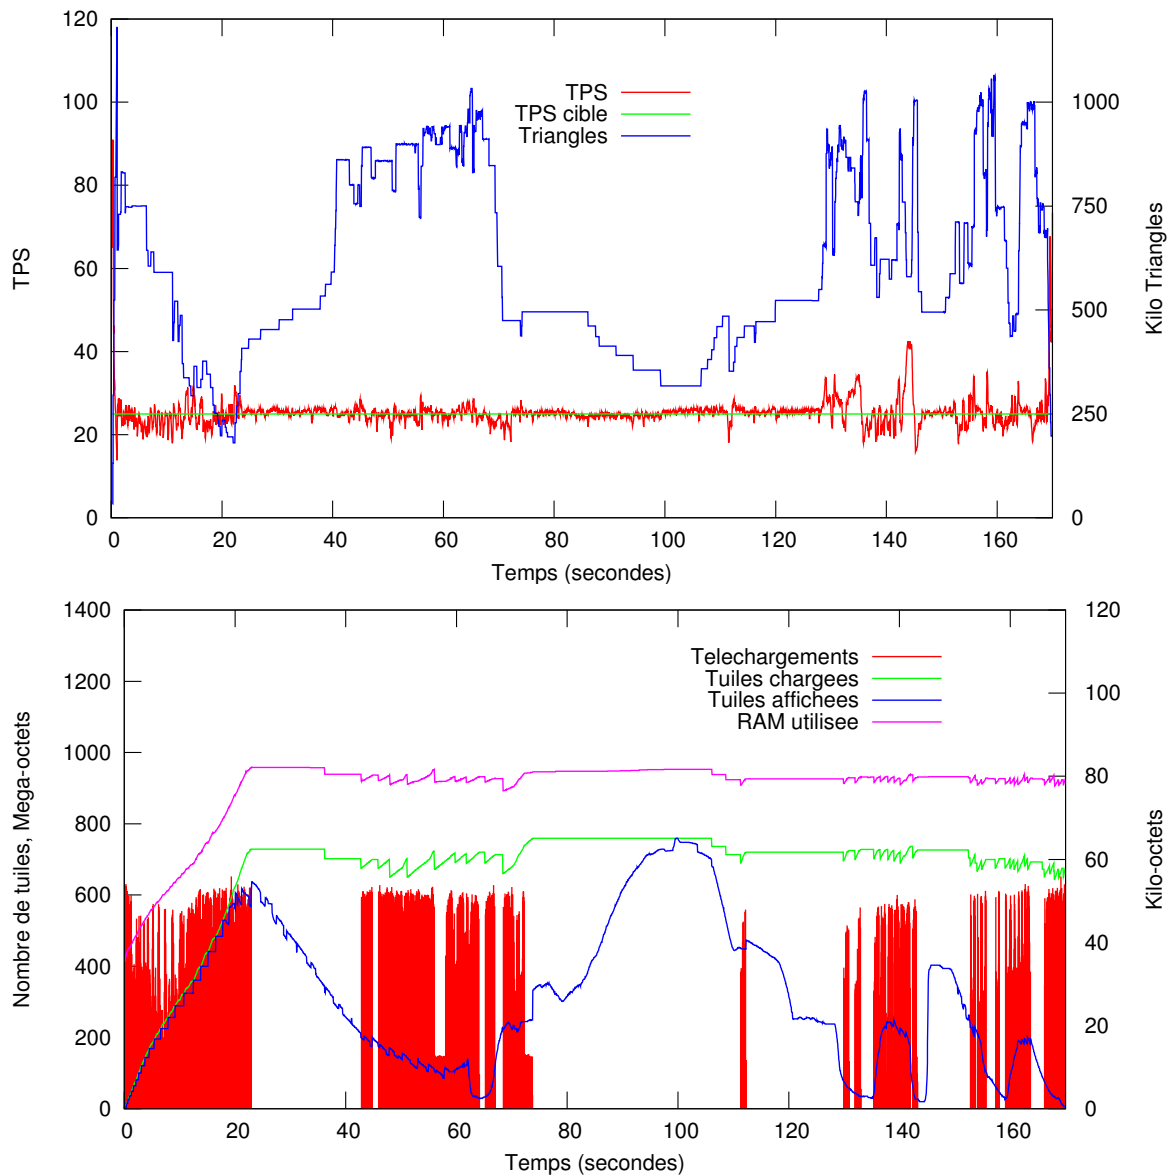 120
100
80
60
40
20
0
TPS
1000
750
500
250
0
Kilo Triangles
TPS
TPS cible
Triangles
0 20 40 60 80 100 120 140 160
Temps (secondes)
1400
1200
1000
800
600
400
200
0
Nombre de tuiles, Mega-octets
120
100
80
60
40
20
0
Kilo-octets
Telechargements
Tuiles chargees
Tuiles affichees
RAM utilisee
0 20 40 60 80 100 120 140 160
Temps (secondes)